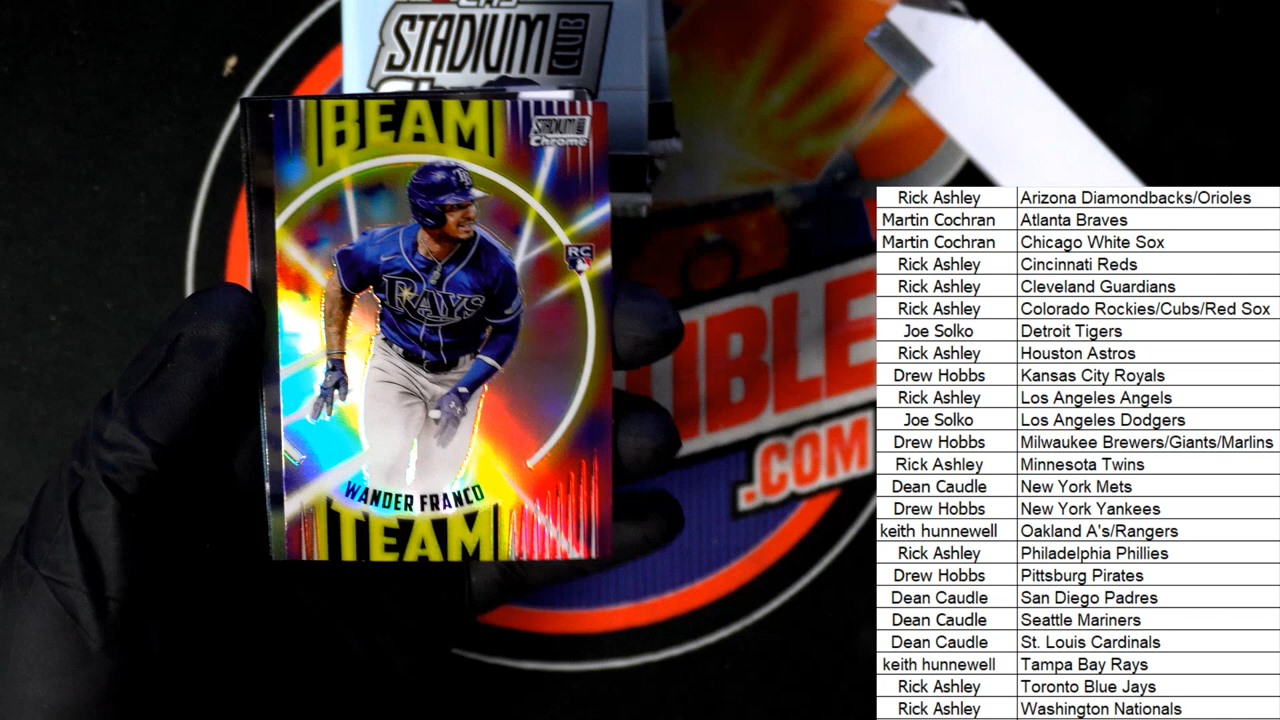 STADIUM CLUB
BEAM
STADIUM CLUB
Chrome
RC
RAYS
WANDER FRANCO
TEAM
IBLE
.COM
Rick Ashley Arizona Diamondbacks/Orioles
Martin Cochran Atlanta Braves
Martin Cochran Chicago White Sox
Rick Ashley Cincinnati Reds
Rick Ashley Cleveland Guardians
Rick Ashley Colorado Rockies/Cubs/Red Sox
Joe Solko Detroit Tigers
Rick Ashley Houston Astros
Drew Hobbs Kansas City Royals
Rick Ashley Los Angeles Angels
Joe Solko Los Angeles Dodgers
Drew Hobbs Milwaukee Brewers/Giants/Marlins
Rick Ashley Minnesota Twins
Dean Caudle New York Mets
Drew Hobbs New York Yankees
keith hunnewell Oakland A's/Rangers
Rick Ashley Philadelphia Phillies
Drew Hobbs Pittsburg Pirates
Dean Caudle San Diego Padres
Dean Caudle Seattle Mariners
Dean Caudle St. Louis Cardinals
keith hunnewell Tampa Bay Rays
Rick Ashley Toronto Blue Jays
Rick Ashley Washington Nationals